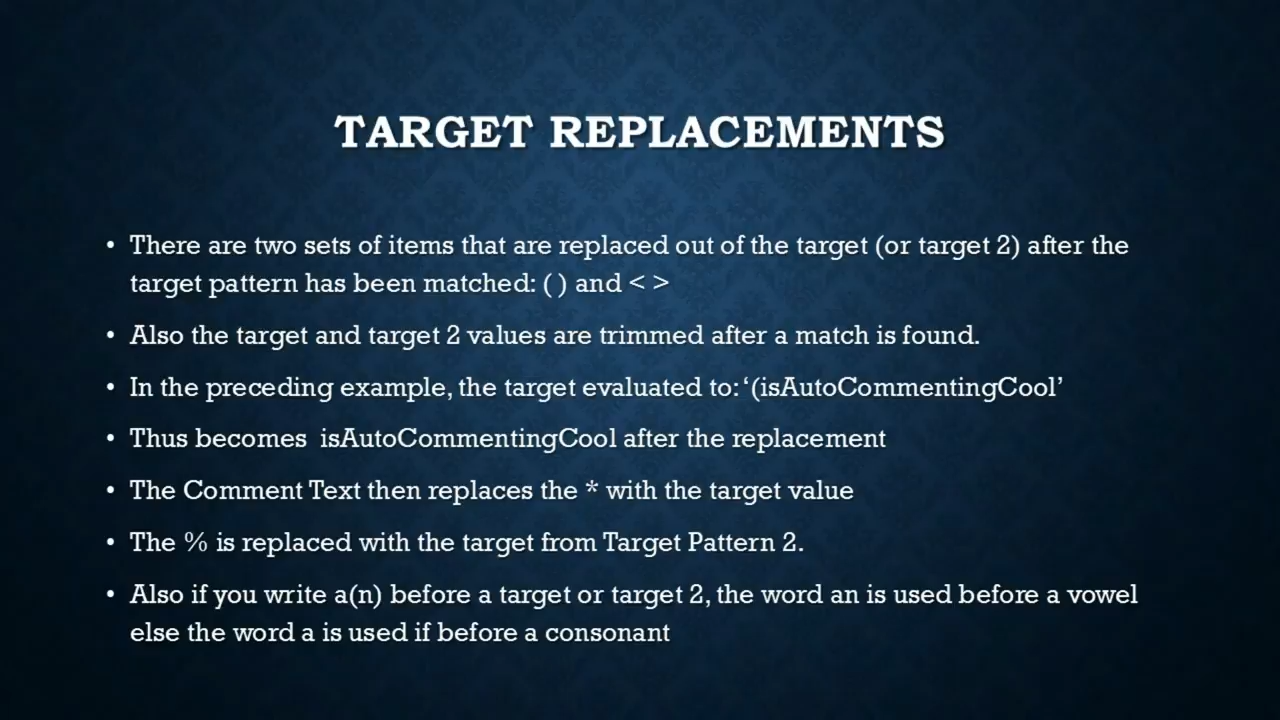 TARGET REPLACEMENTS
• There are two sets of items that are replaced out of the target (or target 2) after the
target pattern has been matched: ( ) and < >
• Also the target and target 2 values are trimmed after a match is found.
• In the preceding example, the target evaluated to: ‘(isAutoCommentingCool’
• Thus becomes  isAutoCommentingCool after the replacement
• The Comment Text then replaces the * with the target value
• The % is replaced with the target from Target Pattern 2.
• Also if you write a(n) before a target or target 2, the word an is used before a vowel
else the word a is used if before a consonant